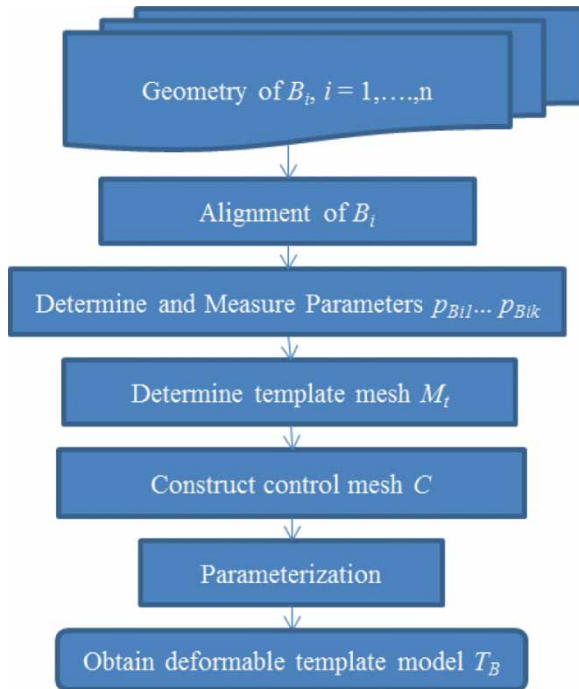 Geometry of Bi, i = 1,….,n
Alignment of Bi
Determine and Measure Parameters pBi1... pBik
Determine template mesh Mt
Construct control mesh C
Parameterization
Obtain deformable template model TB